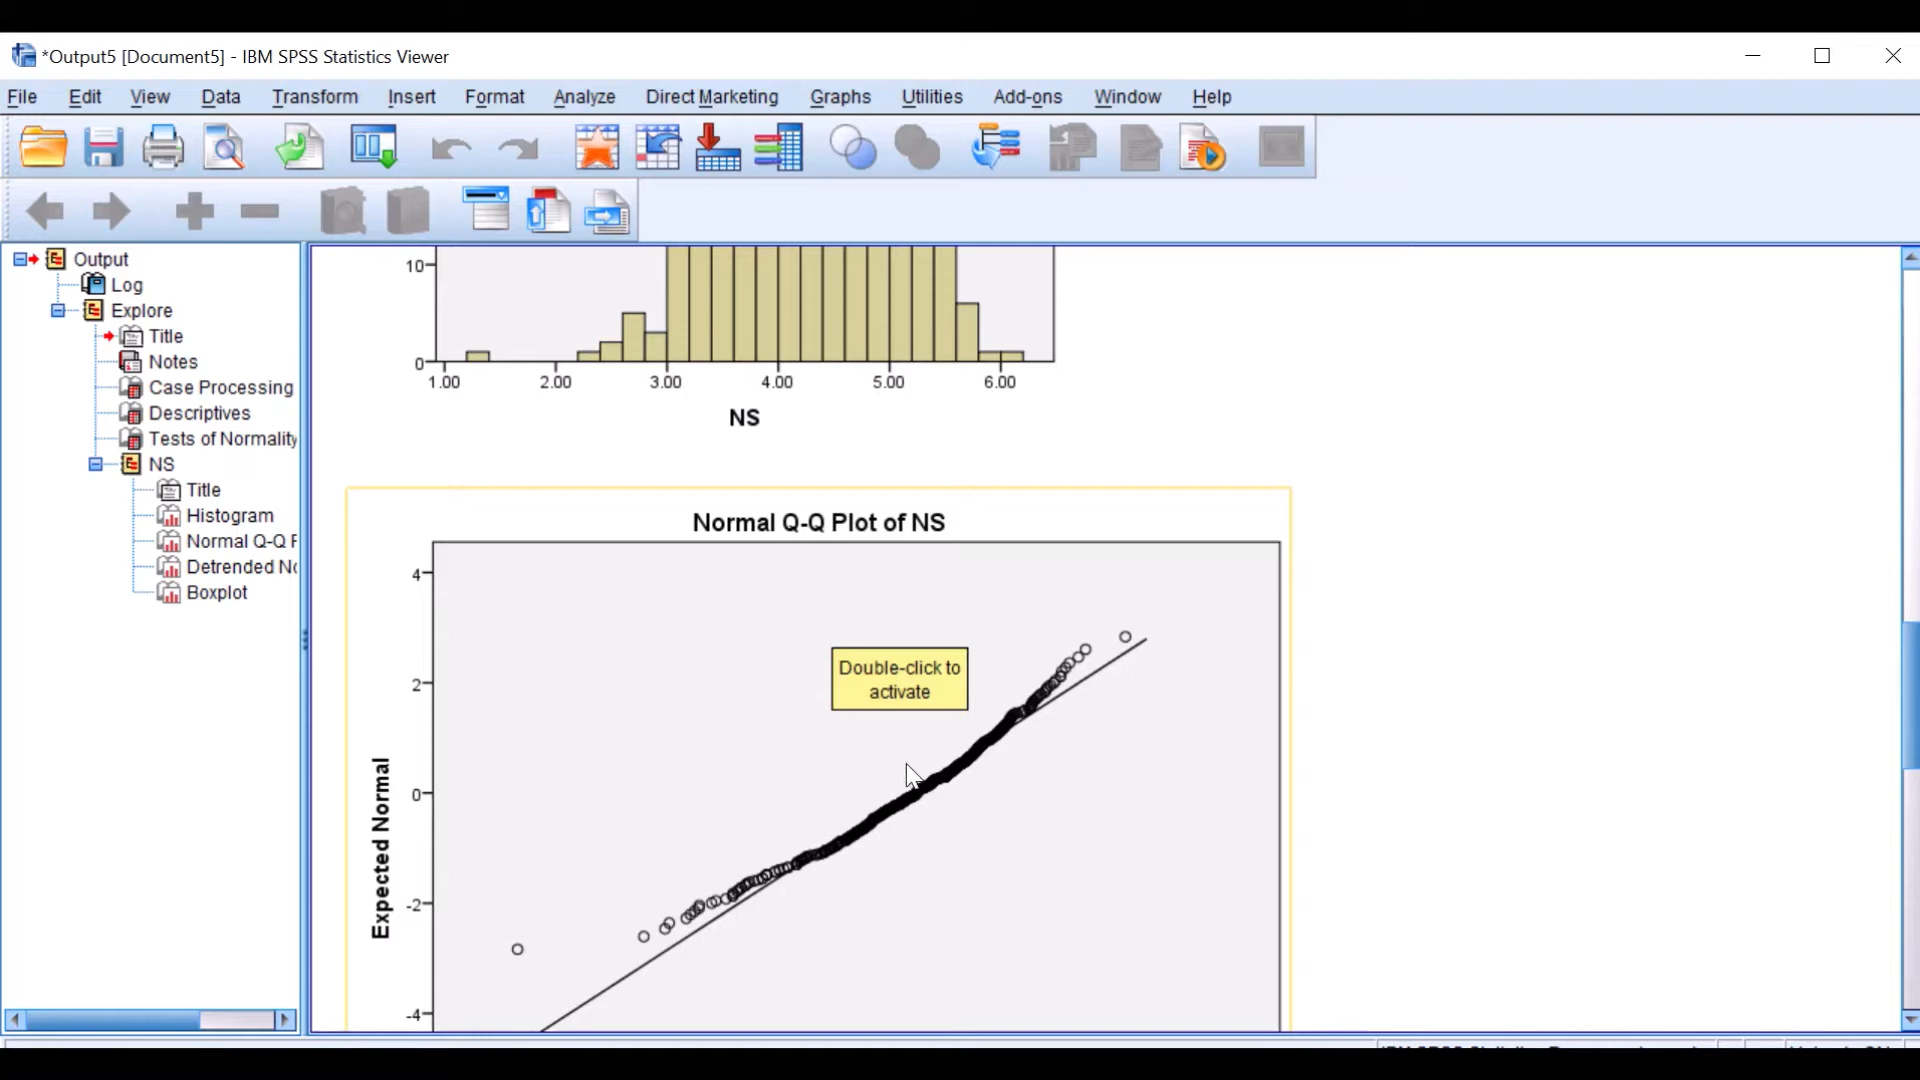 *Output5 [Document5] - IBM SPSS Statistics Viewer
File Edit View Data Transform Insert Format Analyze Direct Marketing Graphs Utilities Add-ons Window Help
Output
Log
Explore
Title
Notes
Case Processing
Descriptives
Tests of Normality
NS
Title
Histogram
Normal Q-Q P
Detrended No
Boxplot
10
0
1.00 2.00 3.00 4.00 5.00 6.00
NS
Normal Q-Q Plot of NS
Double-click to
activate
Expected Normal
4
2
0
-2
-4